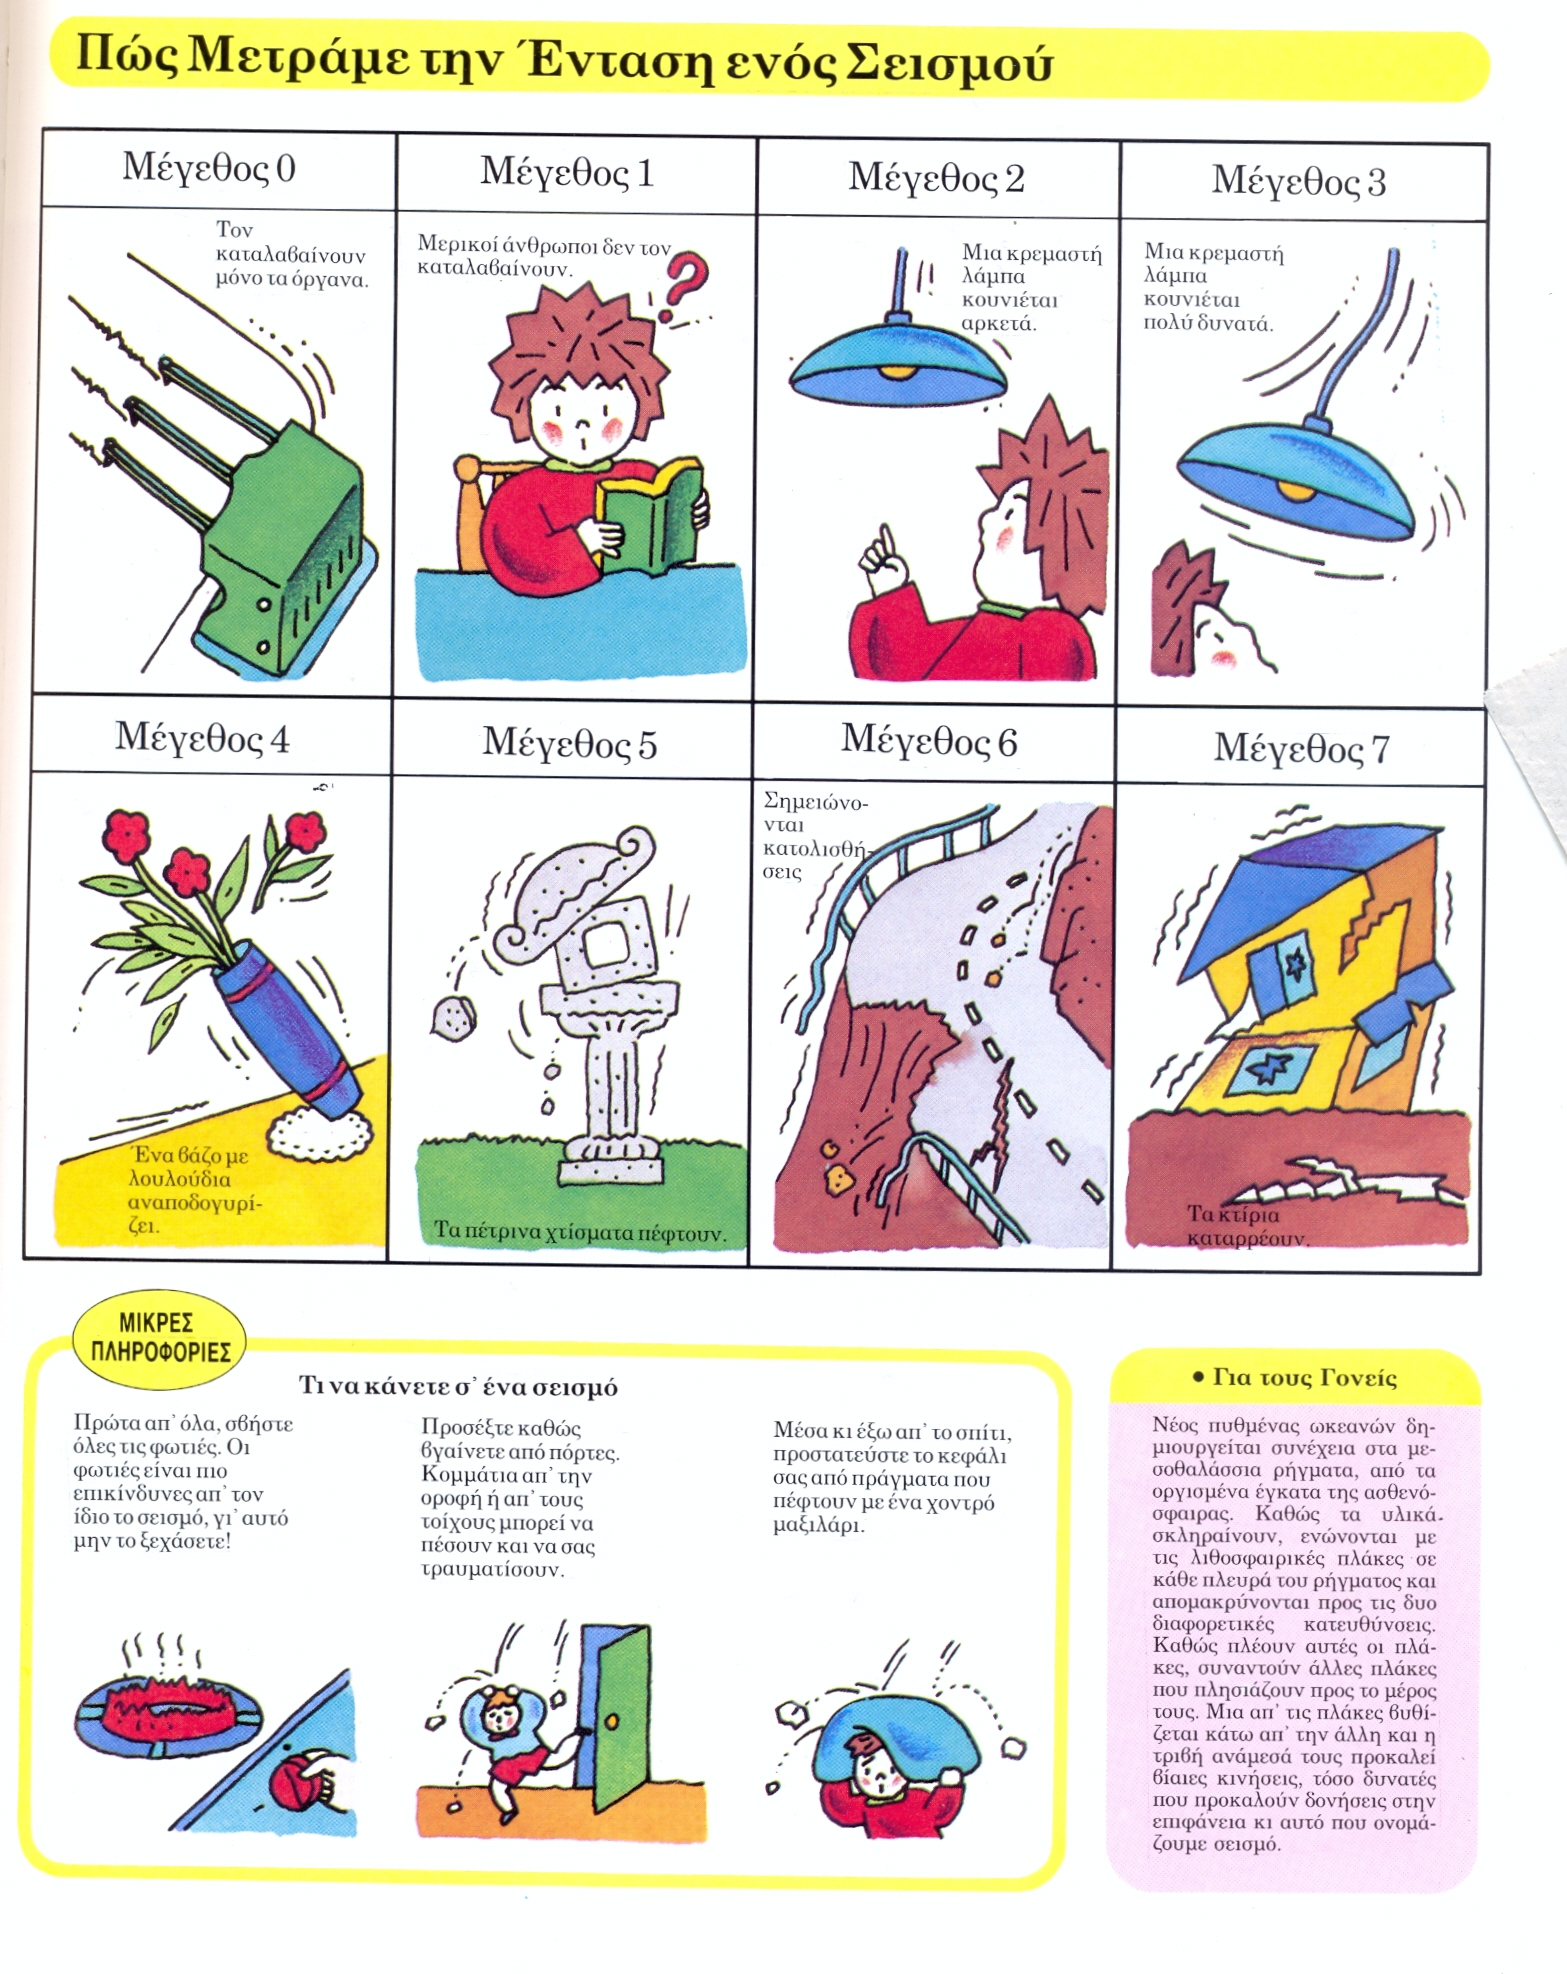 Πώς Μετράμε την Ένταση ενός Σεισμού
Μέγεθος 0
Τον
καταλαβαίνουν
μόνο τα όργανα.
Μέγεθος 1
Μερικοί άνθρωποι δεν τον
καταλαβαίνουν.
Μέγεθος 2
Μια κρεμαστή
λάμπα
κουνιέται
αρκετά.
Μέγεθος 3
Μια κρεμαστή
λάμπα
κουνιέται
πολύ δυνατά.
Μέγεθος 4
Ένα βάζο με
λουλούδια
αναποδογυρί-
ζει.
Μέγεθος 5
Τα πέτρινα χτίσματα πέφτουν.
Μέγεθος 6
Σημειώνο-
νται
κατολισθή-
σεις
Μέγεθος 7
Τα κτίρια
καταρρέουν.
ΜΙΚΡΕΣ
ΠΛΗΡΟΦΟΡΙΕΣ
Τι να κάνετε σ' ένα σεισμό
Πρώτα απ' όλα, σβήστε
όλες τις φωτιές. Οι
φωτιές είναι πιο
επικίνδυνες απ' τον
ίδιο το σεισμό, γι' αυτό
μην το ξεχάσετε!
Προσέξτε καθώς
βγαίνετε από πόρτες.
Κομμάτια απ' την
οροφή ή απ' τους
τοίχους μπορεί να
πέσουν και να σας
τραυματίσουν.
Μέσα κι έξω απ' το σπίτι,
προστατεύστε το κεφάλι
σας από πράγματα που
πέφτουν με ένα χοντρό
μαξιλάρι.
• Για τους Γονείς
Νέος πυθμένας ωκεανών δη-
μιουργείται συνέχεια στα με-
σοθαλάσσια ρήγματα, από τα
οργισμένα έγκατα της ασθενό-
σφαιρας. Καθώς τα υλικά
σκληραίνουν, ενώνονται με
τις λιθοσφαιρικές πλάκες σε
κάθε πλευρά του ρήγματος και
απομακρύνονται προς τις δυο
διαφορετικές κατευθύνσεις.
Καθώς πλέουν αυτές οι πλά-
κες, συναντούν άλλες πλάκες
που πλησιάζουν προς το μέρος
τους. Μια απ' τις πλάκες βυθί-
ζεται κάτω απ' την άλλη και η
τριβή ανάμεσά τους προκαλεί
βίαιες κινήσεις, τόσο δυνατές
που προκαλούν δονήσεις στην
επιφάνεια κι αυτό που ονομά-
ζουμε σεισμό.